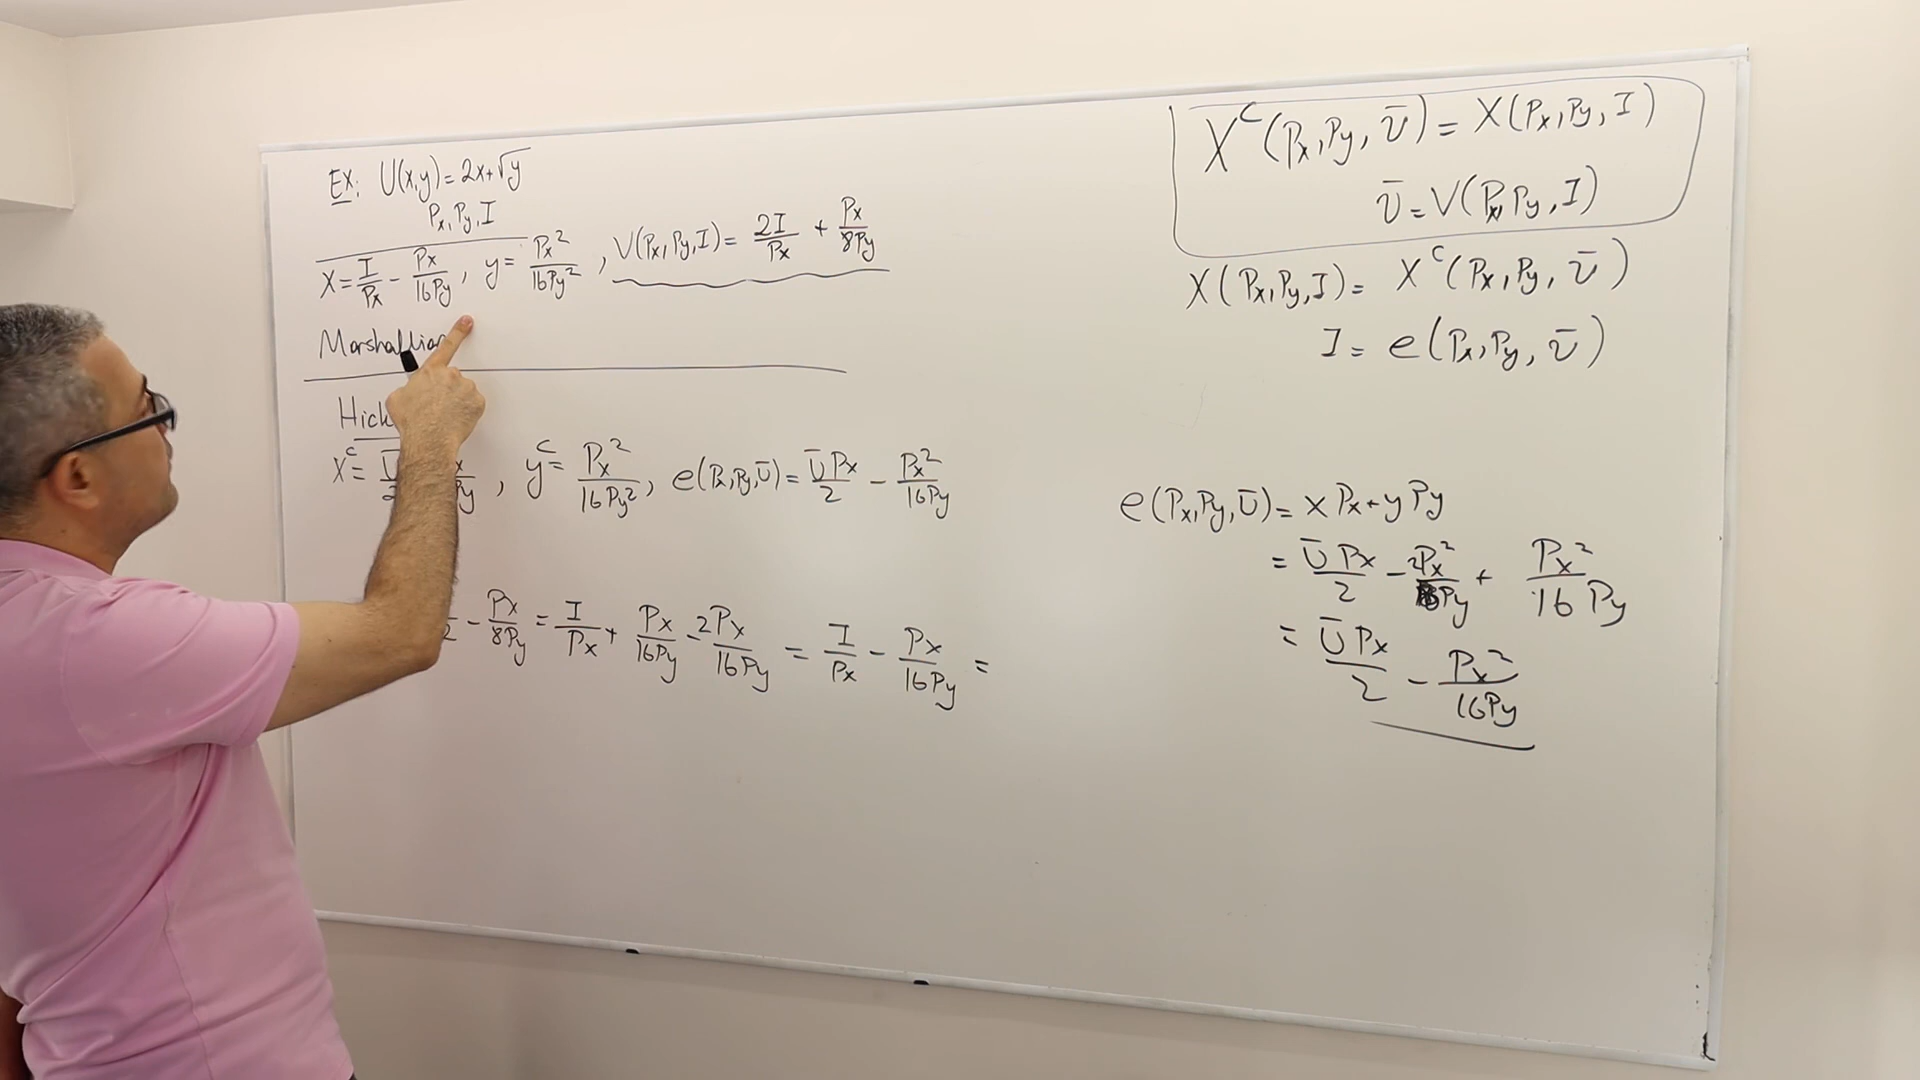 Ex: U(x,y)=2x+√y
Px, Py, I
X = I/Px - Px/16Py, y = Px²/16Py², V(Px, Py, I) = 2I/Px + Px/8Py
Marshallian
Hick
X^c =
y^c = Px²/16Py², e(Px, Py, Ū) = ŪPx/2 - Px²/16Py
- Px/8Py = I/Px + Px/16Py - 2Px/16Py = I/Px - Px/16Py =
X^c(Px, Py, Ū) = X(Px, Py, I)
Ū = V(Px, Py, I)
X(Px, Py, I) = X^c(Px, Py, Ū)
I = e(Px, Py, Ū)
e(Px, Py, Ū) = xPx + yPy
= ŪPx/2 - 2Px²/16Py + Px²/16Py
= ŪPx/2 - Px²/16Py